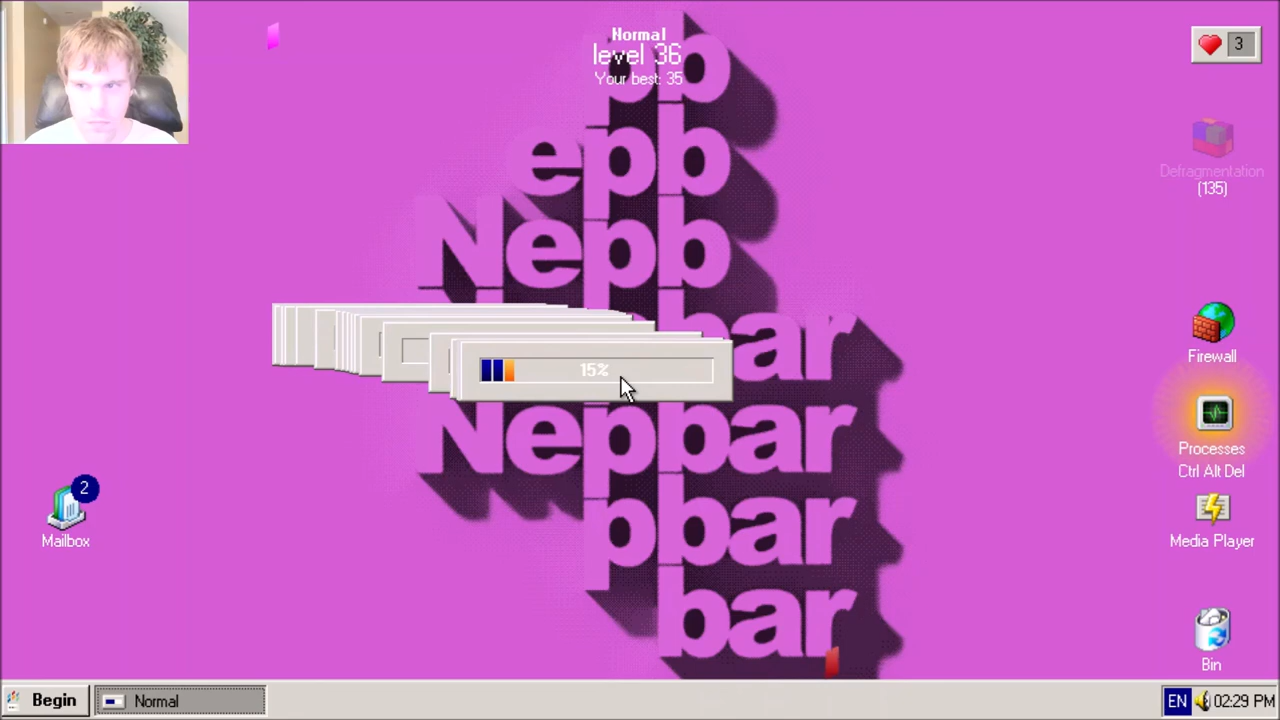 Normal
level 36
Your best: 35
3
pb
epb
Nepb
bar
Nepbar
pbar
bar
15%
Defragmentation
(135)
Firewall
Processes
Ctrl Alt Del
Media Player
Bin
2
Mailbox
Begin
Normal
EN
02:29 PM